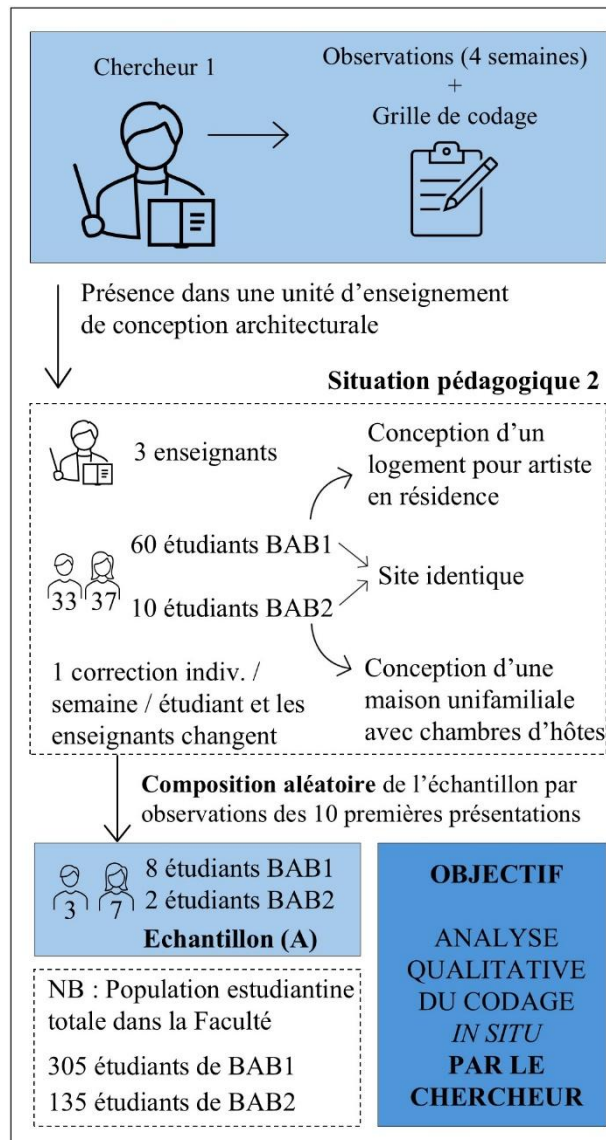 Chercheur 1
Observations (4 semaines)
+
Grille de codage
Présence dans une unité d’enseignement
de conception architecturale
Situation pédagogique 2
3 enseignants
Conception d’un
logement pour artiste
en résidence
60 étudiants BAB1
33 37
Site identique
10 étudiants BAB2
1 correction indiv. /
semaine / étudiant et les
enseignants changent
Conception d’une
maison unifamiliale
avec chambres d’hôtes
Composition aléatoire de l’échantillon par
observations des 10 premières présentations
8 étudiants BAB1
3 7
2 étudiants BAB2
Echantillon (A)
NB : Population estudiantine
totale dans la Faculté
305 étudiants de BAB1
135 étudiants de BAB2
OBJECTIF
ANALYSE
QUALITATIVE
DU CODAGE
IN SITU
PAR LE
CHERCHEUR